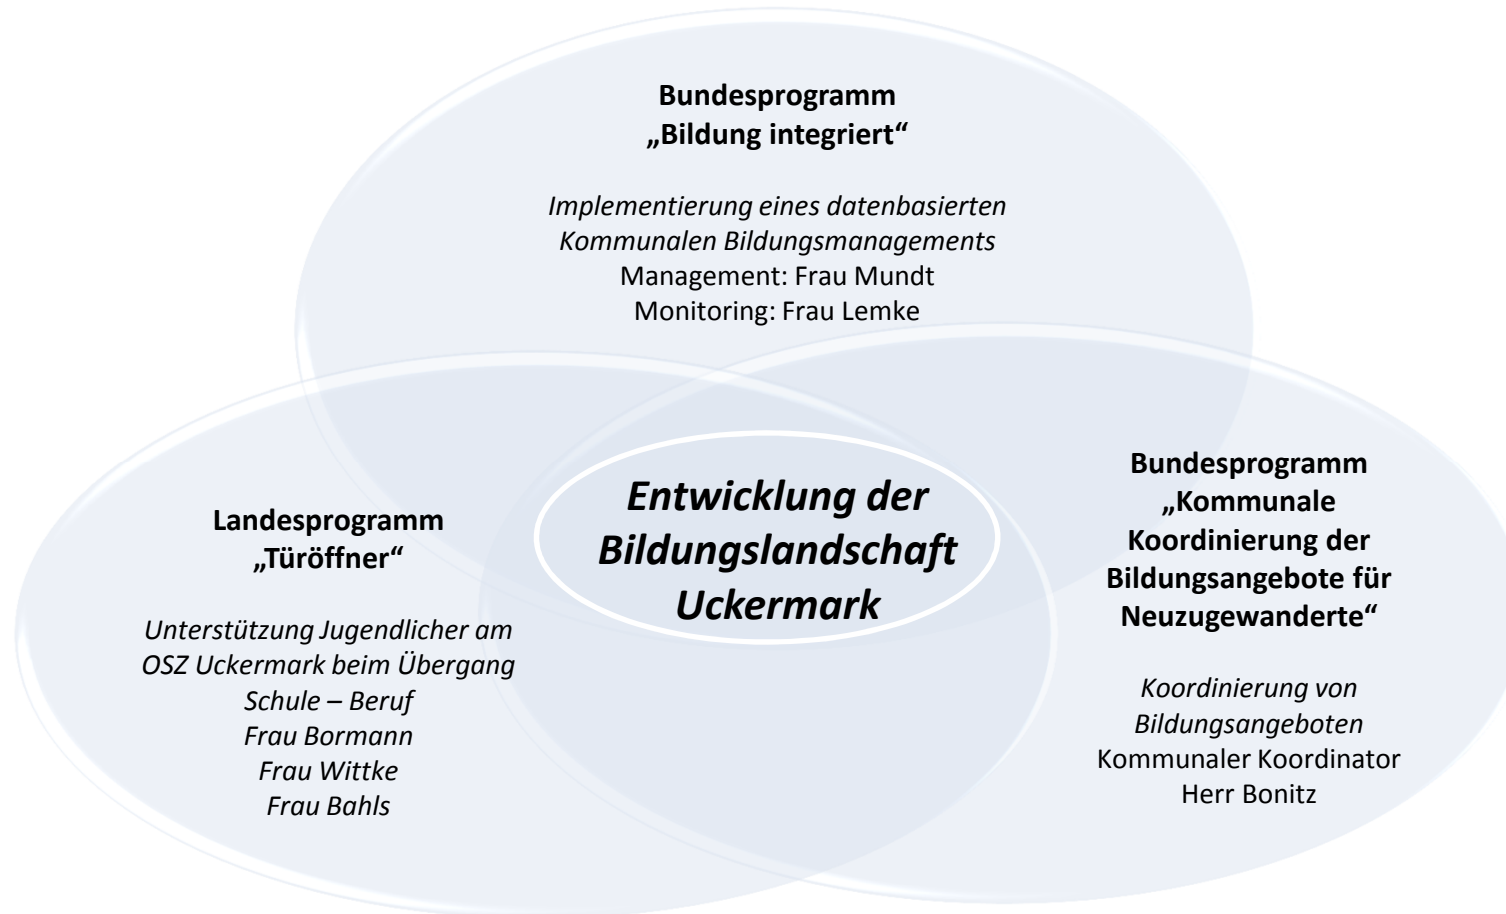 Bundesprogramm
„Bildung integriert“
Implementierung eines datenbasierten
Kommunalen Bildungsmanagements
Management: Frau Mundt
Monitoring: Frau Lemke
Entwicklung der
Bildungslandschaft
Uckermark
Landesprogramm
„Türöffner“
Unterstützung Jugendlicher am
OSZ Uckermark beim Übergang
Schule – Beruf
Frau Bormann
Frau Wittke
Frau Bahls
Bundesprogramm
„Kommunale
Koordinierung der
Bildungsangebote für
Neuzugewanderte“
Koordinierung von
Bildungsangeboten
Kommunaler Koordinator
Herr Bonitz